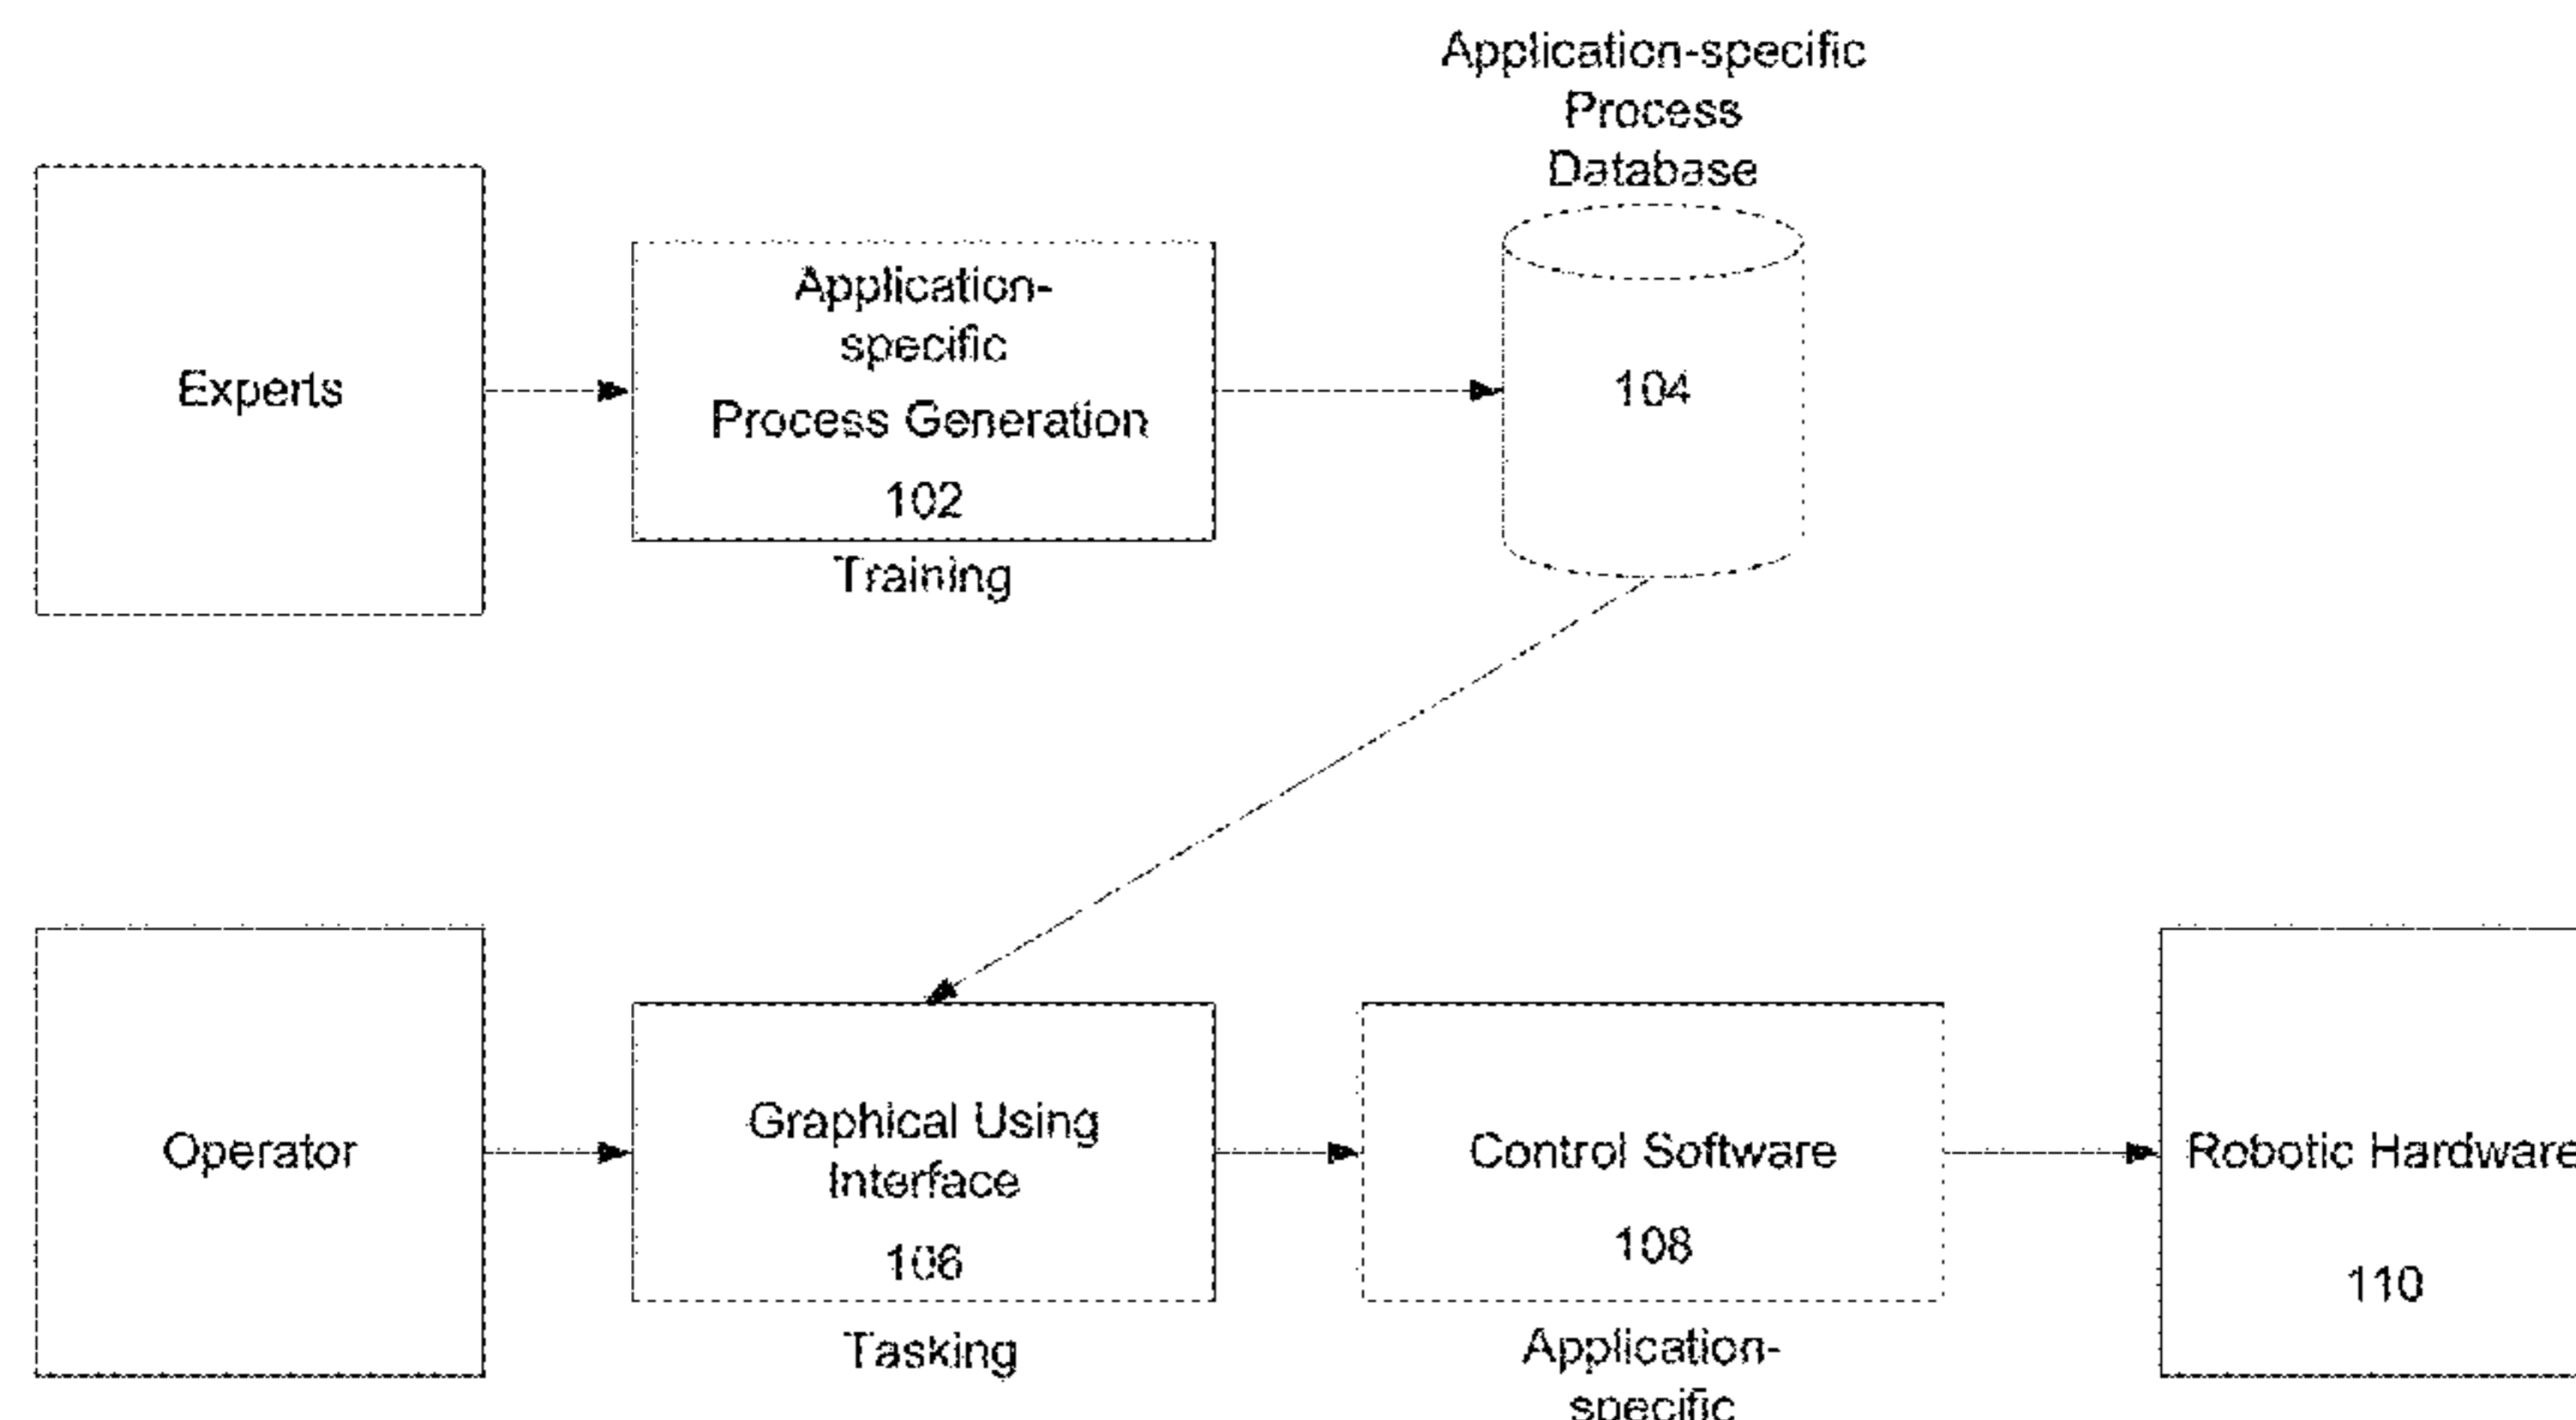 Application-specific
Process
Database
Experts
Application-
specific
Process Generation
102
104
Training
Operator
Graphical Using
Interface
106
Control Software
108
Robotic Hardware
110
Tasking
Application-
specific